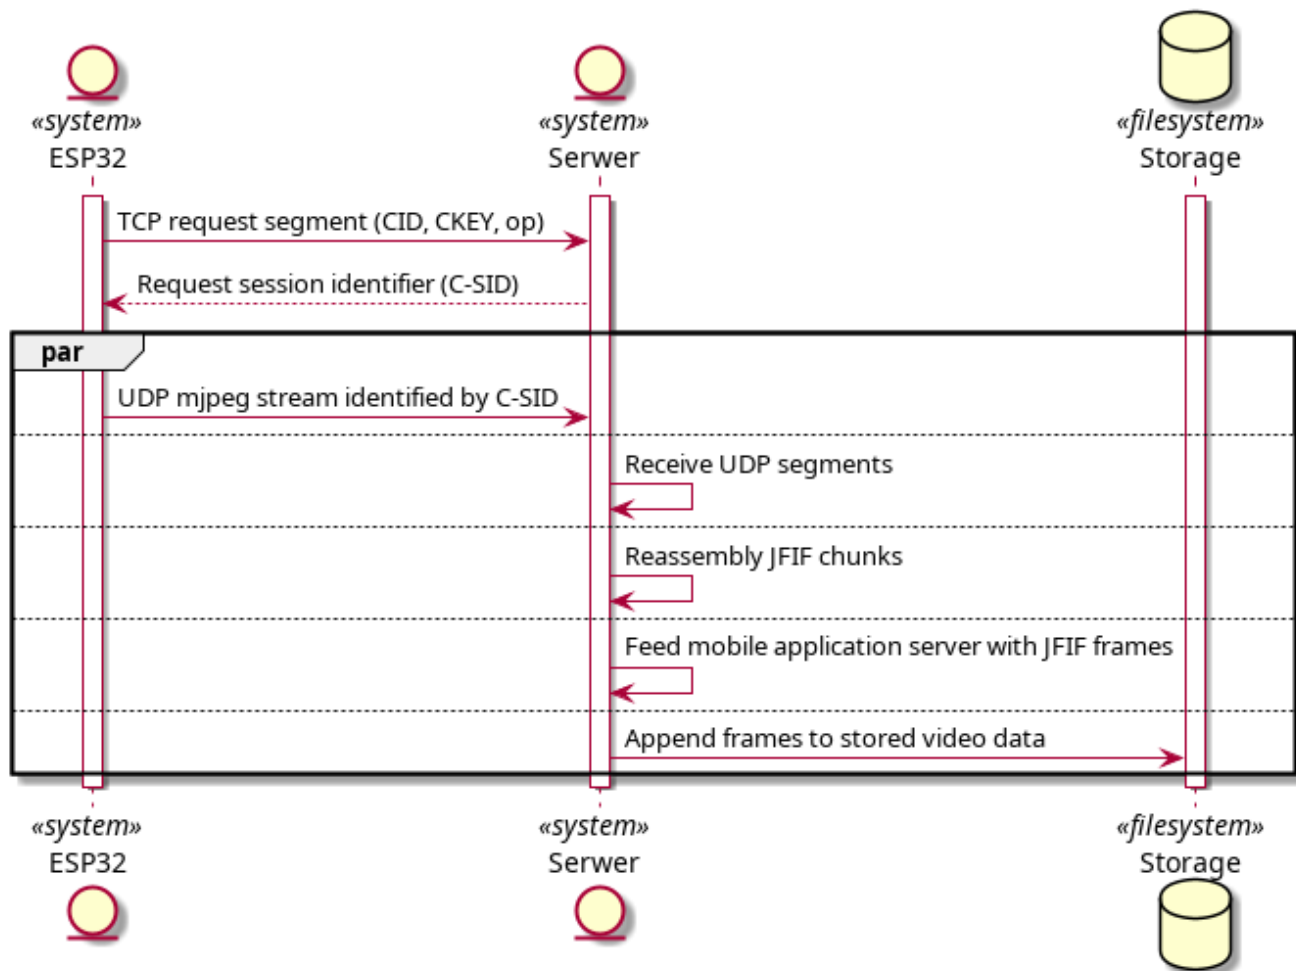 «system»
ESP32
«system»
Serwer
«filesystem»
Storage
TCP request segment (CID, CKEY, op)
Request session identifier (C-SID)
par
UDP mjpeg stream identified by C-SID
Receive UDP segments
Reassembly JFIF chunks
Feed mobile application server with JFIF frames
Append frames to stored video data
«system»
ESP32
«system»
Serwer
«filesystem»
Storage